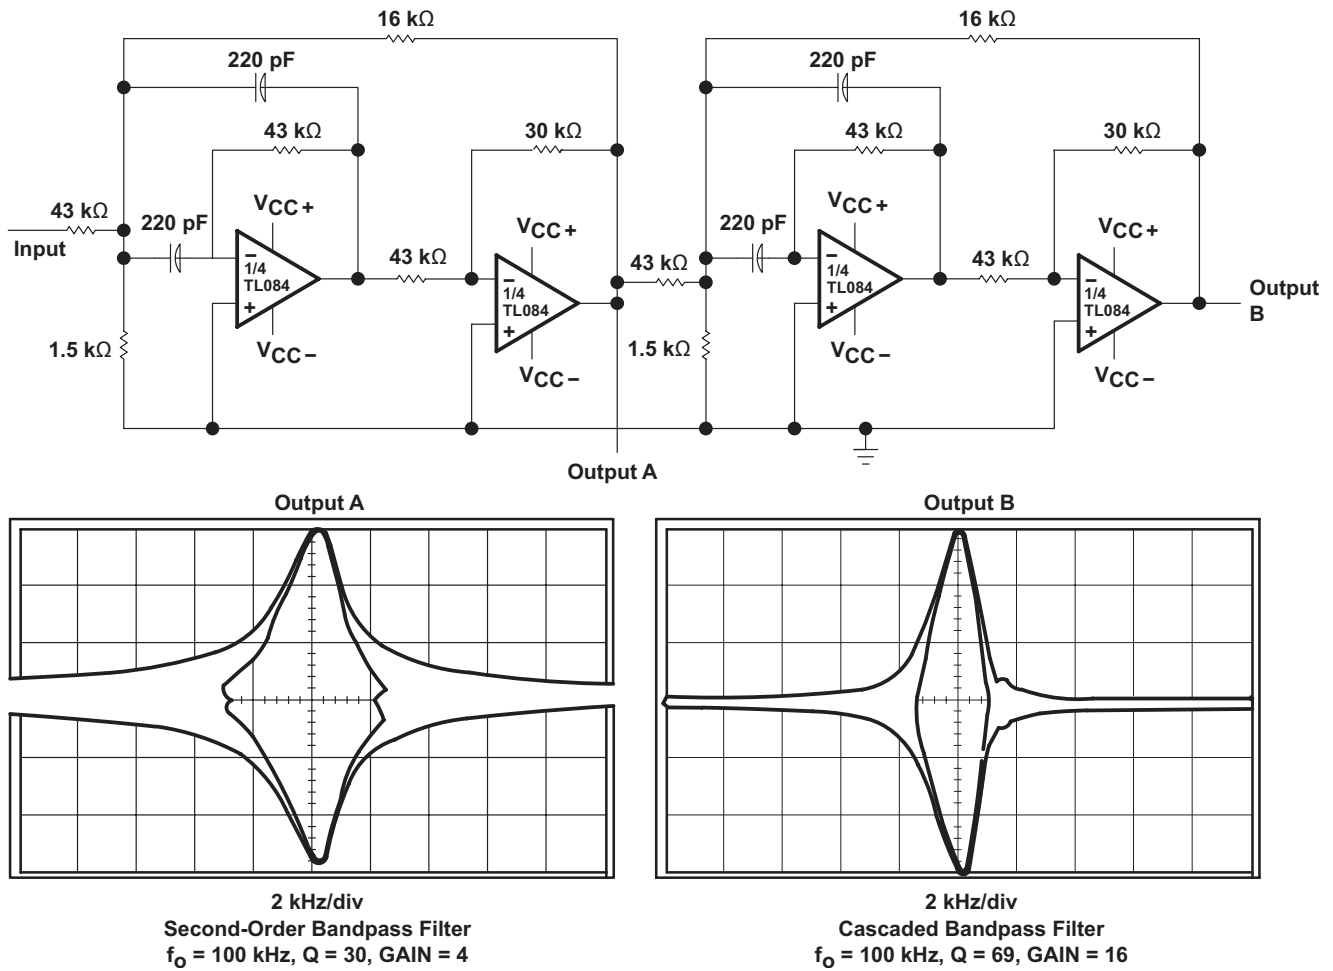 16 kΩ
16 kΩ
220 pF
220 pF
43 kΩ
30 kΩ
43 kΩ
30 kΩ
43 kΩ
Input
220 pF
VCC+
−
1/4
TL084
+
VCC−
1.5 kΩ
43 kΩ
VCC+
−
1/4
TL084
+
VCC−
43 kΩ
220 pF
VCC+
−
1/4
TL084
+
VCC−
1.5 kΩ
43 kΩ
VCC+
−
1/4
TL084
+
VCC−
Output
B
Output A
Output A
Output B
2 kHz/div
Second-Order Bandpass Filter
fo = 100 kHz, Q = 30, GAIN = 4
2 kHz/div
Cascaded Bandpass Filter
fo = 100 kHz, Q = 69, GAIN = 16